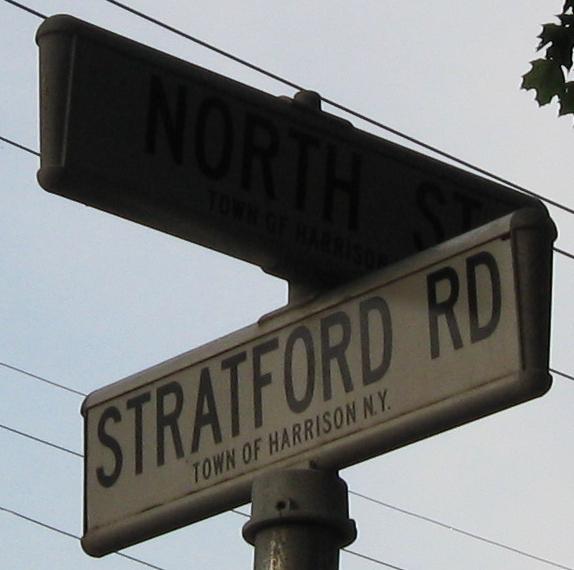 NORTH ST
TOWN OF HARRISON
STRATFORD RD
TOWN OF HARRISON N.Y.